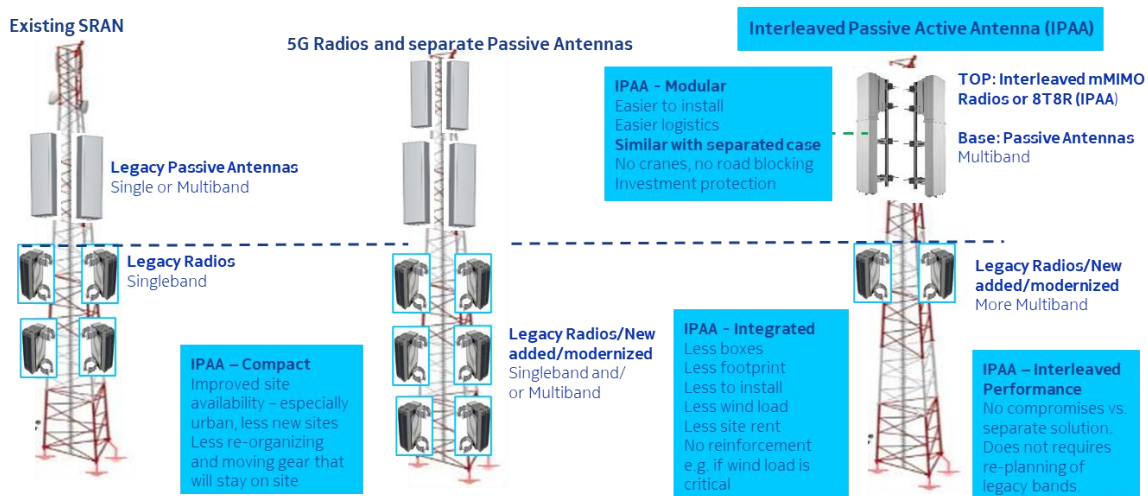 Existing SRAN
Legacy Passive Antennas
Single or Multiband
Legacy Radios
Singleband
IPAA – Compact
Improved site
availability – especially
urban, less new sites
Less re-organizing
and moving gear that
will stay on site
5G Radios and separate Passive Antennas
Legacy Radios/New
added/modernized
Singleband and/
or Multiband
Interleaved Passive Active Antenna (IPAA)
IPAA - Modular
Easier to install
Easier logistics
Similar with separated case
No cranes, no road blocking
Investment protection
TOP: Interleaved mMIMO
Radios or 8T8R (IPAA)
Base: Passive Antennas
Multiband
Legacy Radios/New
added/modernized
More Multiband
IPAA - Integrated
Less boxes
Less footprint
Less to install
Less wind load
Less site rent
No reinforcement
e.g. if wind load is
critical
IPAA – Interleaved
Performance
No compromises vs.
separate solution.
Does not requires
re-planning of
legacy bands.